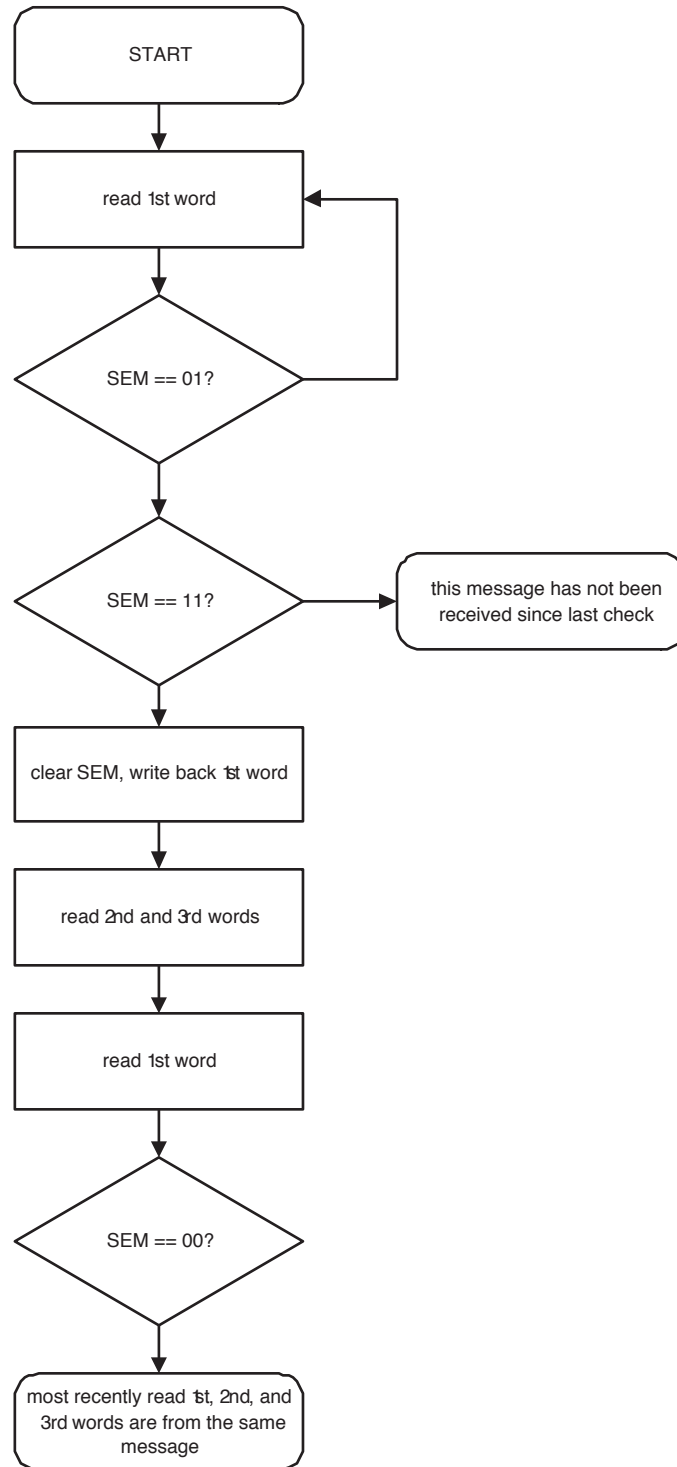 START
read 1st word
SEM == 01?
SEM == 11?
this message has not been
received since last check
clear SEM, write back 1st word
read 2nd and 3rd words
read 1st word
SEM == 00?
most recently read 1st, 2nd, and
3rd words are from the same
message